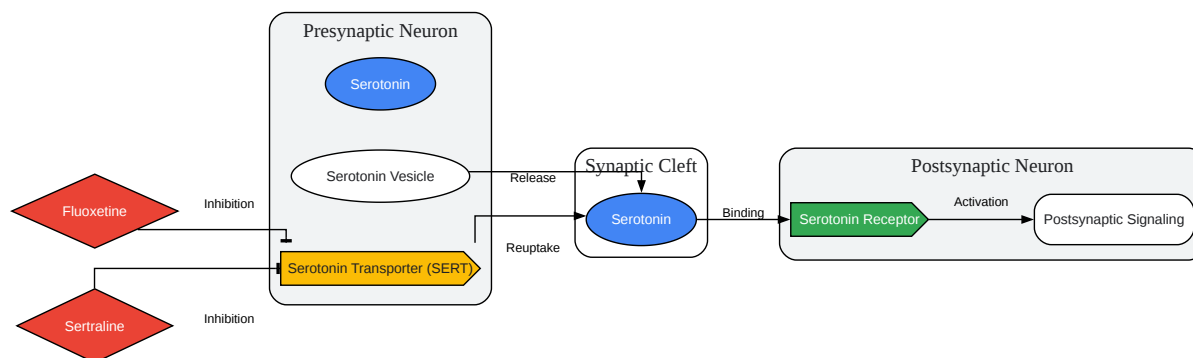 Presynaptic Neuron
Serotonin
Serotonin Vesicle
Release
Synaptic Cleft
Serotonin
Postsynaptic Neuron
Fluoxetine
Inhibition
Reuptake
Binding
Serotonin Receptor
Activation
Postsynaptic Signaling
Serotonin Transporter (SERT)
Sertraline
Inhibition